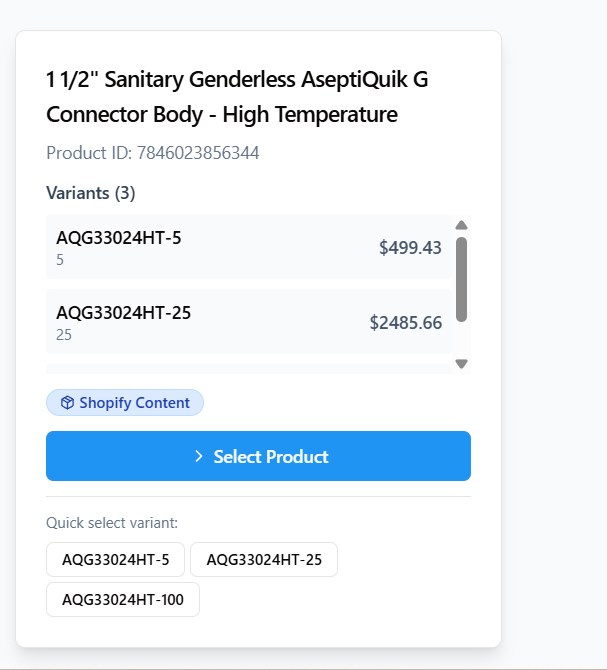 1 1/2" Sanitary Genderless AseptiQuik G
Connector Body - High Temperature
Product ID: 7846023856344
Variants (3)
AQG33024HT-5
$499.43
5
AQG33024HT-25
$2485.66
25
Shopify Content
Select Product
Quick select variant:
AQG33024HT-5
AQG33024HT-25
AQG33024HT-100